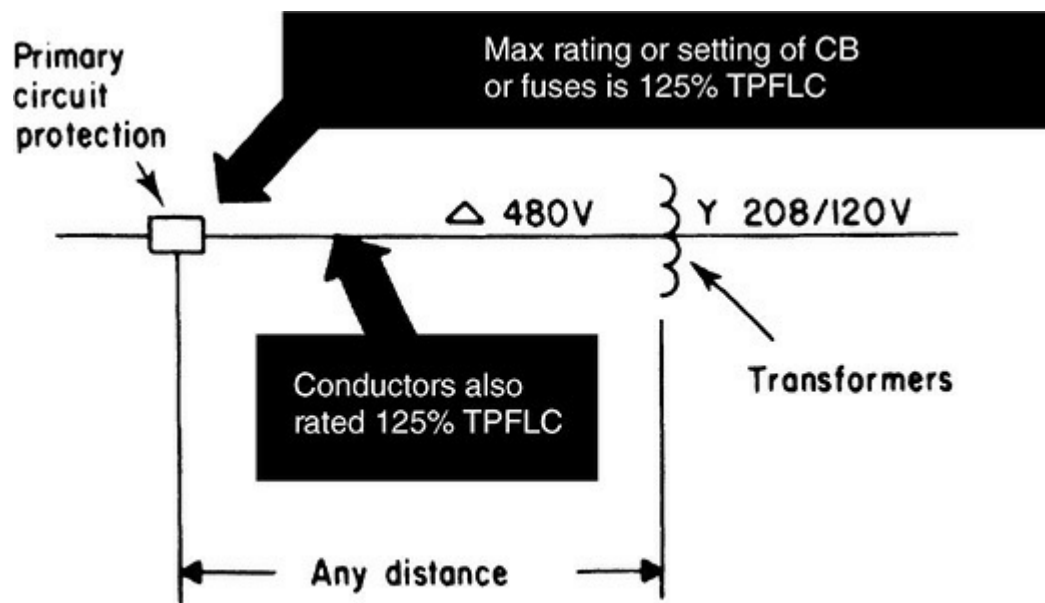 Primary
circuit
protection
Max rating or setting of CB
or fuses is 125% TPFLC
△ 480V
Y 208/120V
Conductors also
rated 125% TPFLC
Transformers
Any distance